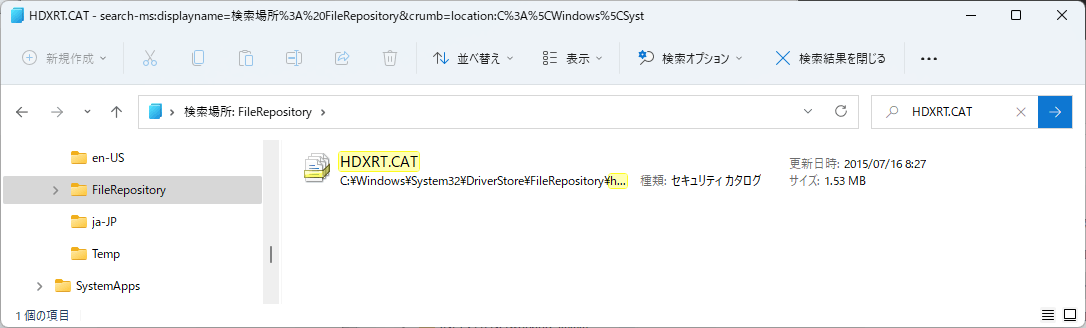 HDXRT.CAT - search-ms:displayname=検索場所%3A%20FileRepository&crumb=location:C%3A%5CWindows%5CSyst
新規作成 並べ替え 表示 検索オプション 検索結果を閉じる
検索場所: FileRepository HDXRT.CAT
en-US
FileRepository
ja-JP
Temp
SystemApps
HDXRT.CAT
C:¥Windows¥System32¥DriverStore¥FileRepository¥h... 種類: セキュリティ カタログ
更新日時: 2015/07/16 8:27
サイズ: 1.53 MB
1 個の項目